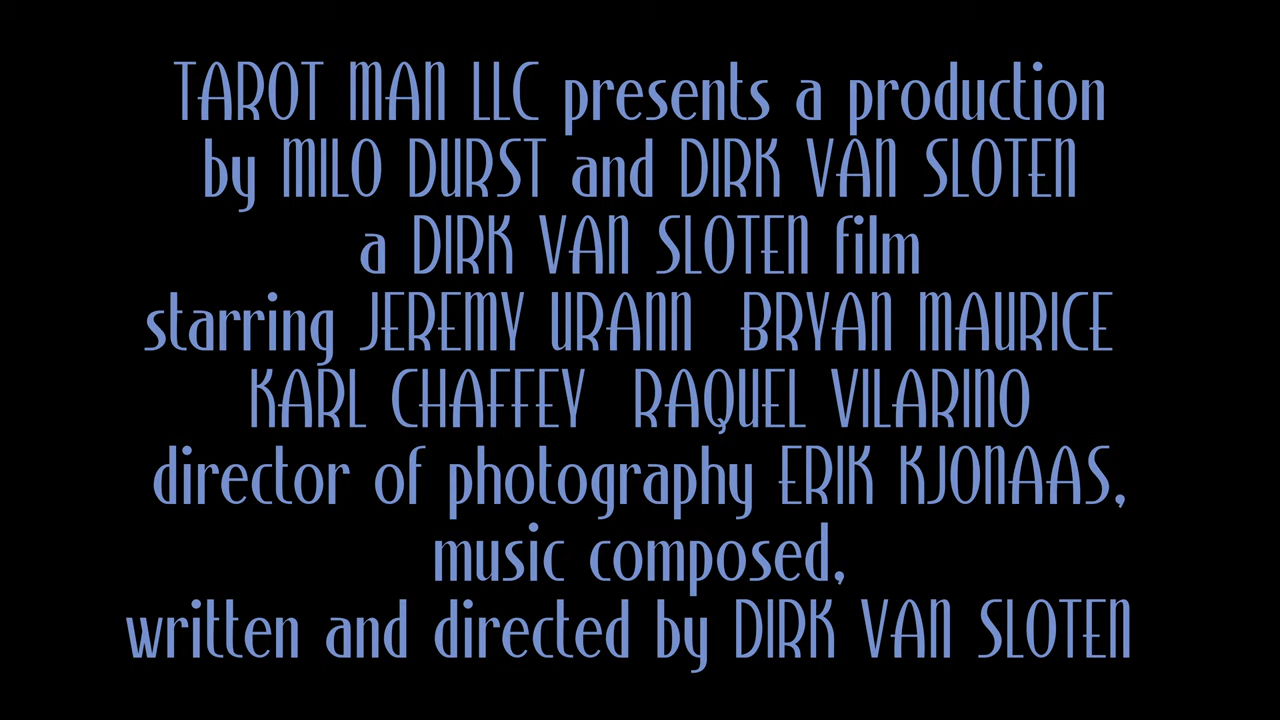 TAROT MAN LLC presents a production
by MILO DURST and DIRK VAN SLOTEN
a DIRK VAN SLOTEN film
starring JEREMY URANN BRYAN MAURICE
KARL CHAFFEY RAQUEL VILARINO
director of photography ERIK KJONAAS,
music composed,
written and directed by DIRK VAN SLOTEN